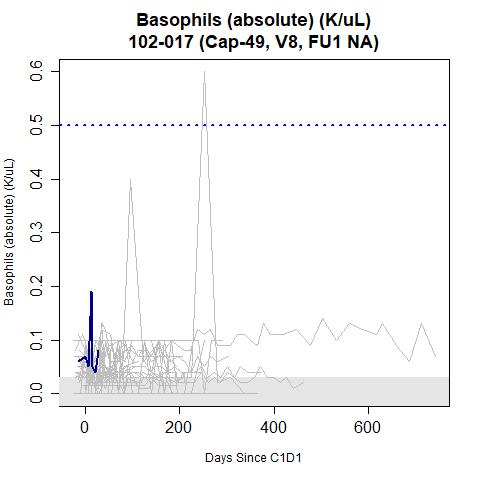 Basophils (absolute) (K/uL)
102-017 (Cap-49, V8, FU1 NA)
Basophils (absolute) (K/uL)
0.6
0.5
0.4
0.3
0.2
0.1
0.0
0
200
400
600
Days Since C1D1